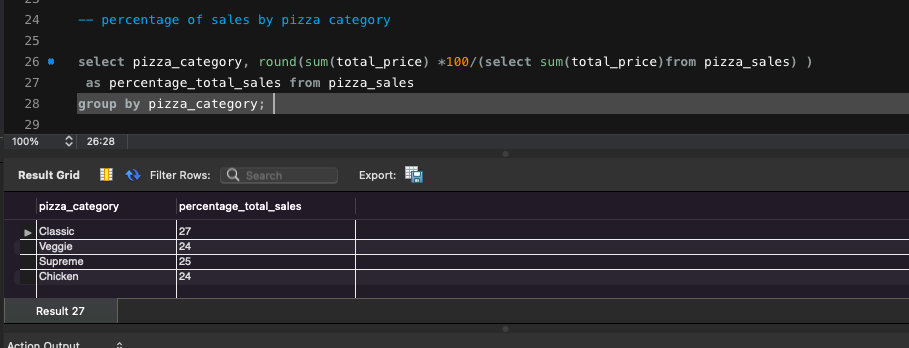 24 -- percentage of sales by pizza category
25
26 select pizza_category, round(sum(total_price) *100/(select sum(total_price)from pizza_sales) )
27 as percentage_total_sales from pizza_sales
28 group by pizza_category;
29
100% 26:28
Result Grid Filter Rows: Search Export:
pizza_category percentage_total_sales
Classic 27
Veggie 24
Supreme 25
Chicken 24
Result 27
Action Output